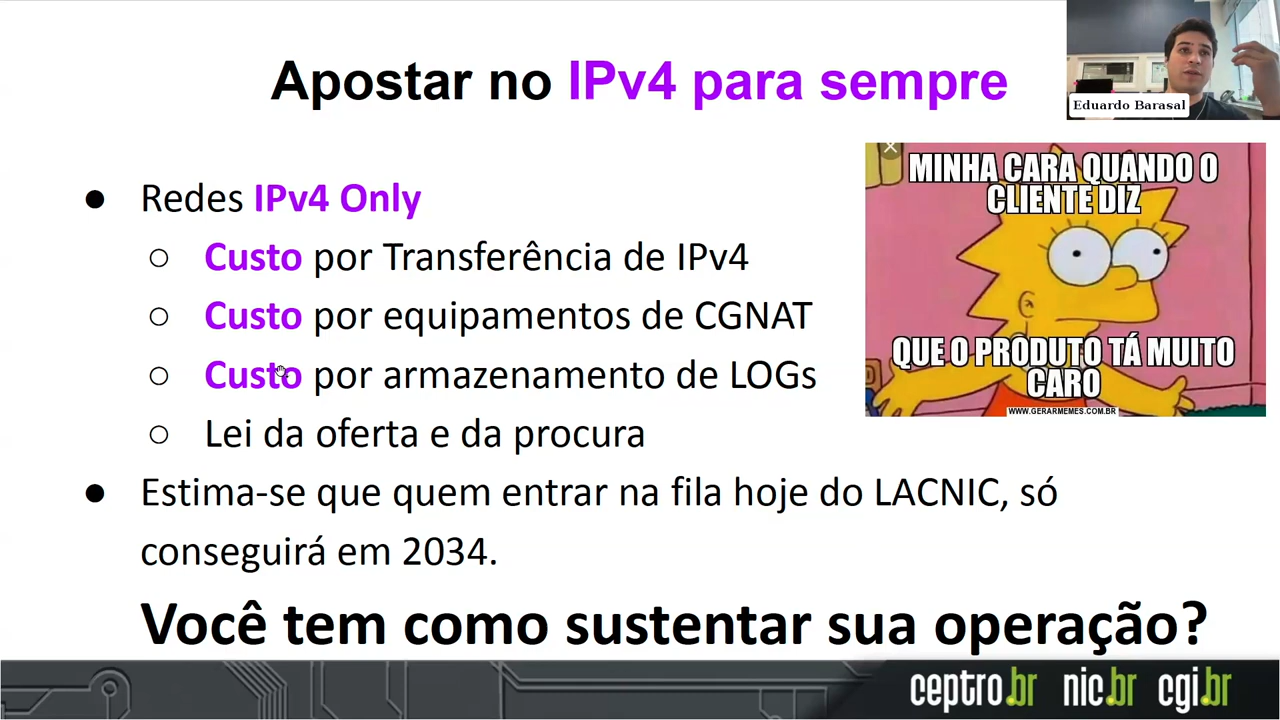 Apostar no IPv4 para sempre
Eduardo Barasal
● Redes IPv4 Only
○ Custo por Transferência de IPv4
○ Custo por equipamentos de CGNAT
○ Custo por armazenamento de LOGs
○ Lei da oferta e da procura
● Estima-se que quem entrar na fila hoje do LACNIC, só
conseguirá em 2034.
Você tem como sustentar sua operação?
MINHA CARA QUANDO O
CLIENTE DIZ
QUE O PRODUTO TÁ MUITO
CARO
WWW.GERARMEMES.COM.BR
ceptro.br nic.br cgi.br